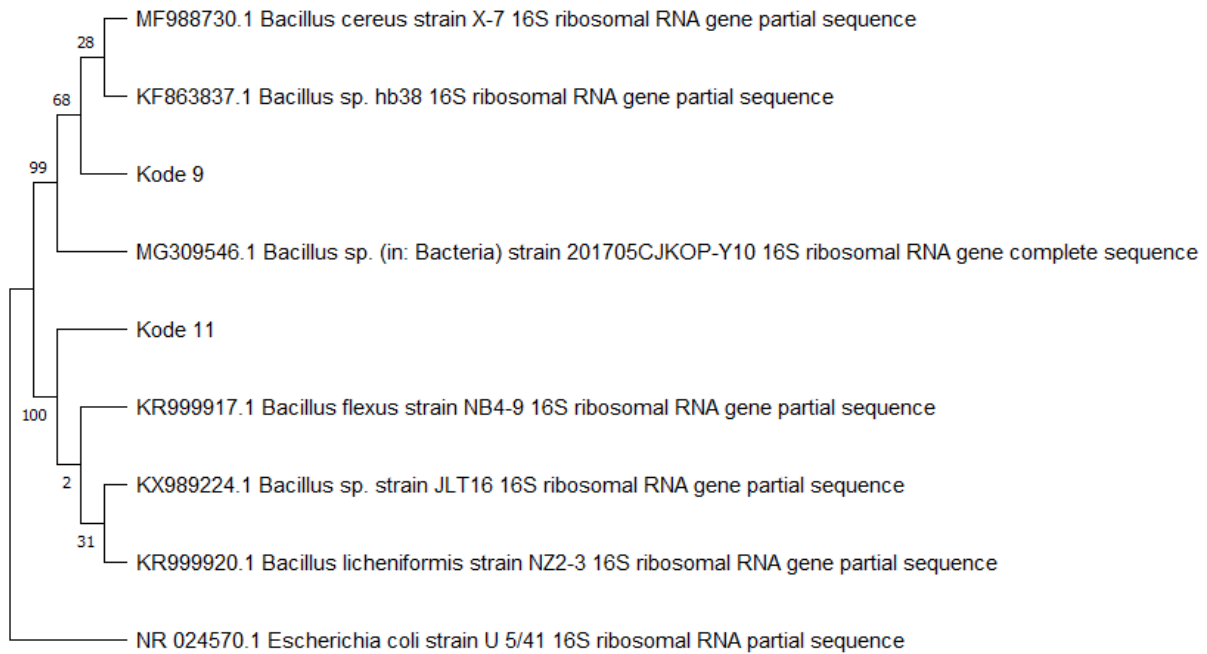 MF988730.1 Bacillus cereus strain X-7 16S ribosomal RNA gene partial sequence
28
KF863837.1 Bacillus sp. hb38 16S ribosomal RNA gene partial sequence
68
Kode 9
99
MG309546.1 Bacillus sp. (in: Bacteria) strain 201705CJKOP-Y10 16S ribosomal RNA gene complete sequence
Kode 11
100
KR999917.1 Bacillus flexus strain NB4-9 16S ribosomal RNA gene partial sequence
2
KX989224.1 Bacillus sp. strain JLT16 16S ribosomal RNA gene partial sequence
31
KR999920.1 Bacillus licheniformis strain NZ2-3 16S ribosomal RNA gene partial sequence
NR 024570.1 Escherichia coli strain U 5/41 16S ribosomal RNA partial sequence